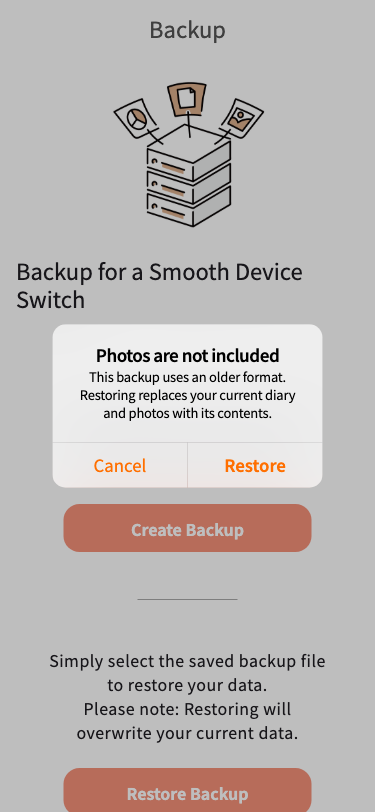 Backup
Backup for a Smooth Device
Switch
Photos are not included
This backup uses an older format.
Restoring replaces your current diary
and photos with its contents.
Cancel
Restore
Create Backup
Simply select the saved backup file
to restore your data.
Please note: Restoring will
overwrite your current data.
Restore Backup